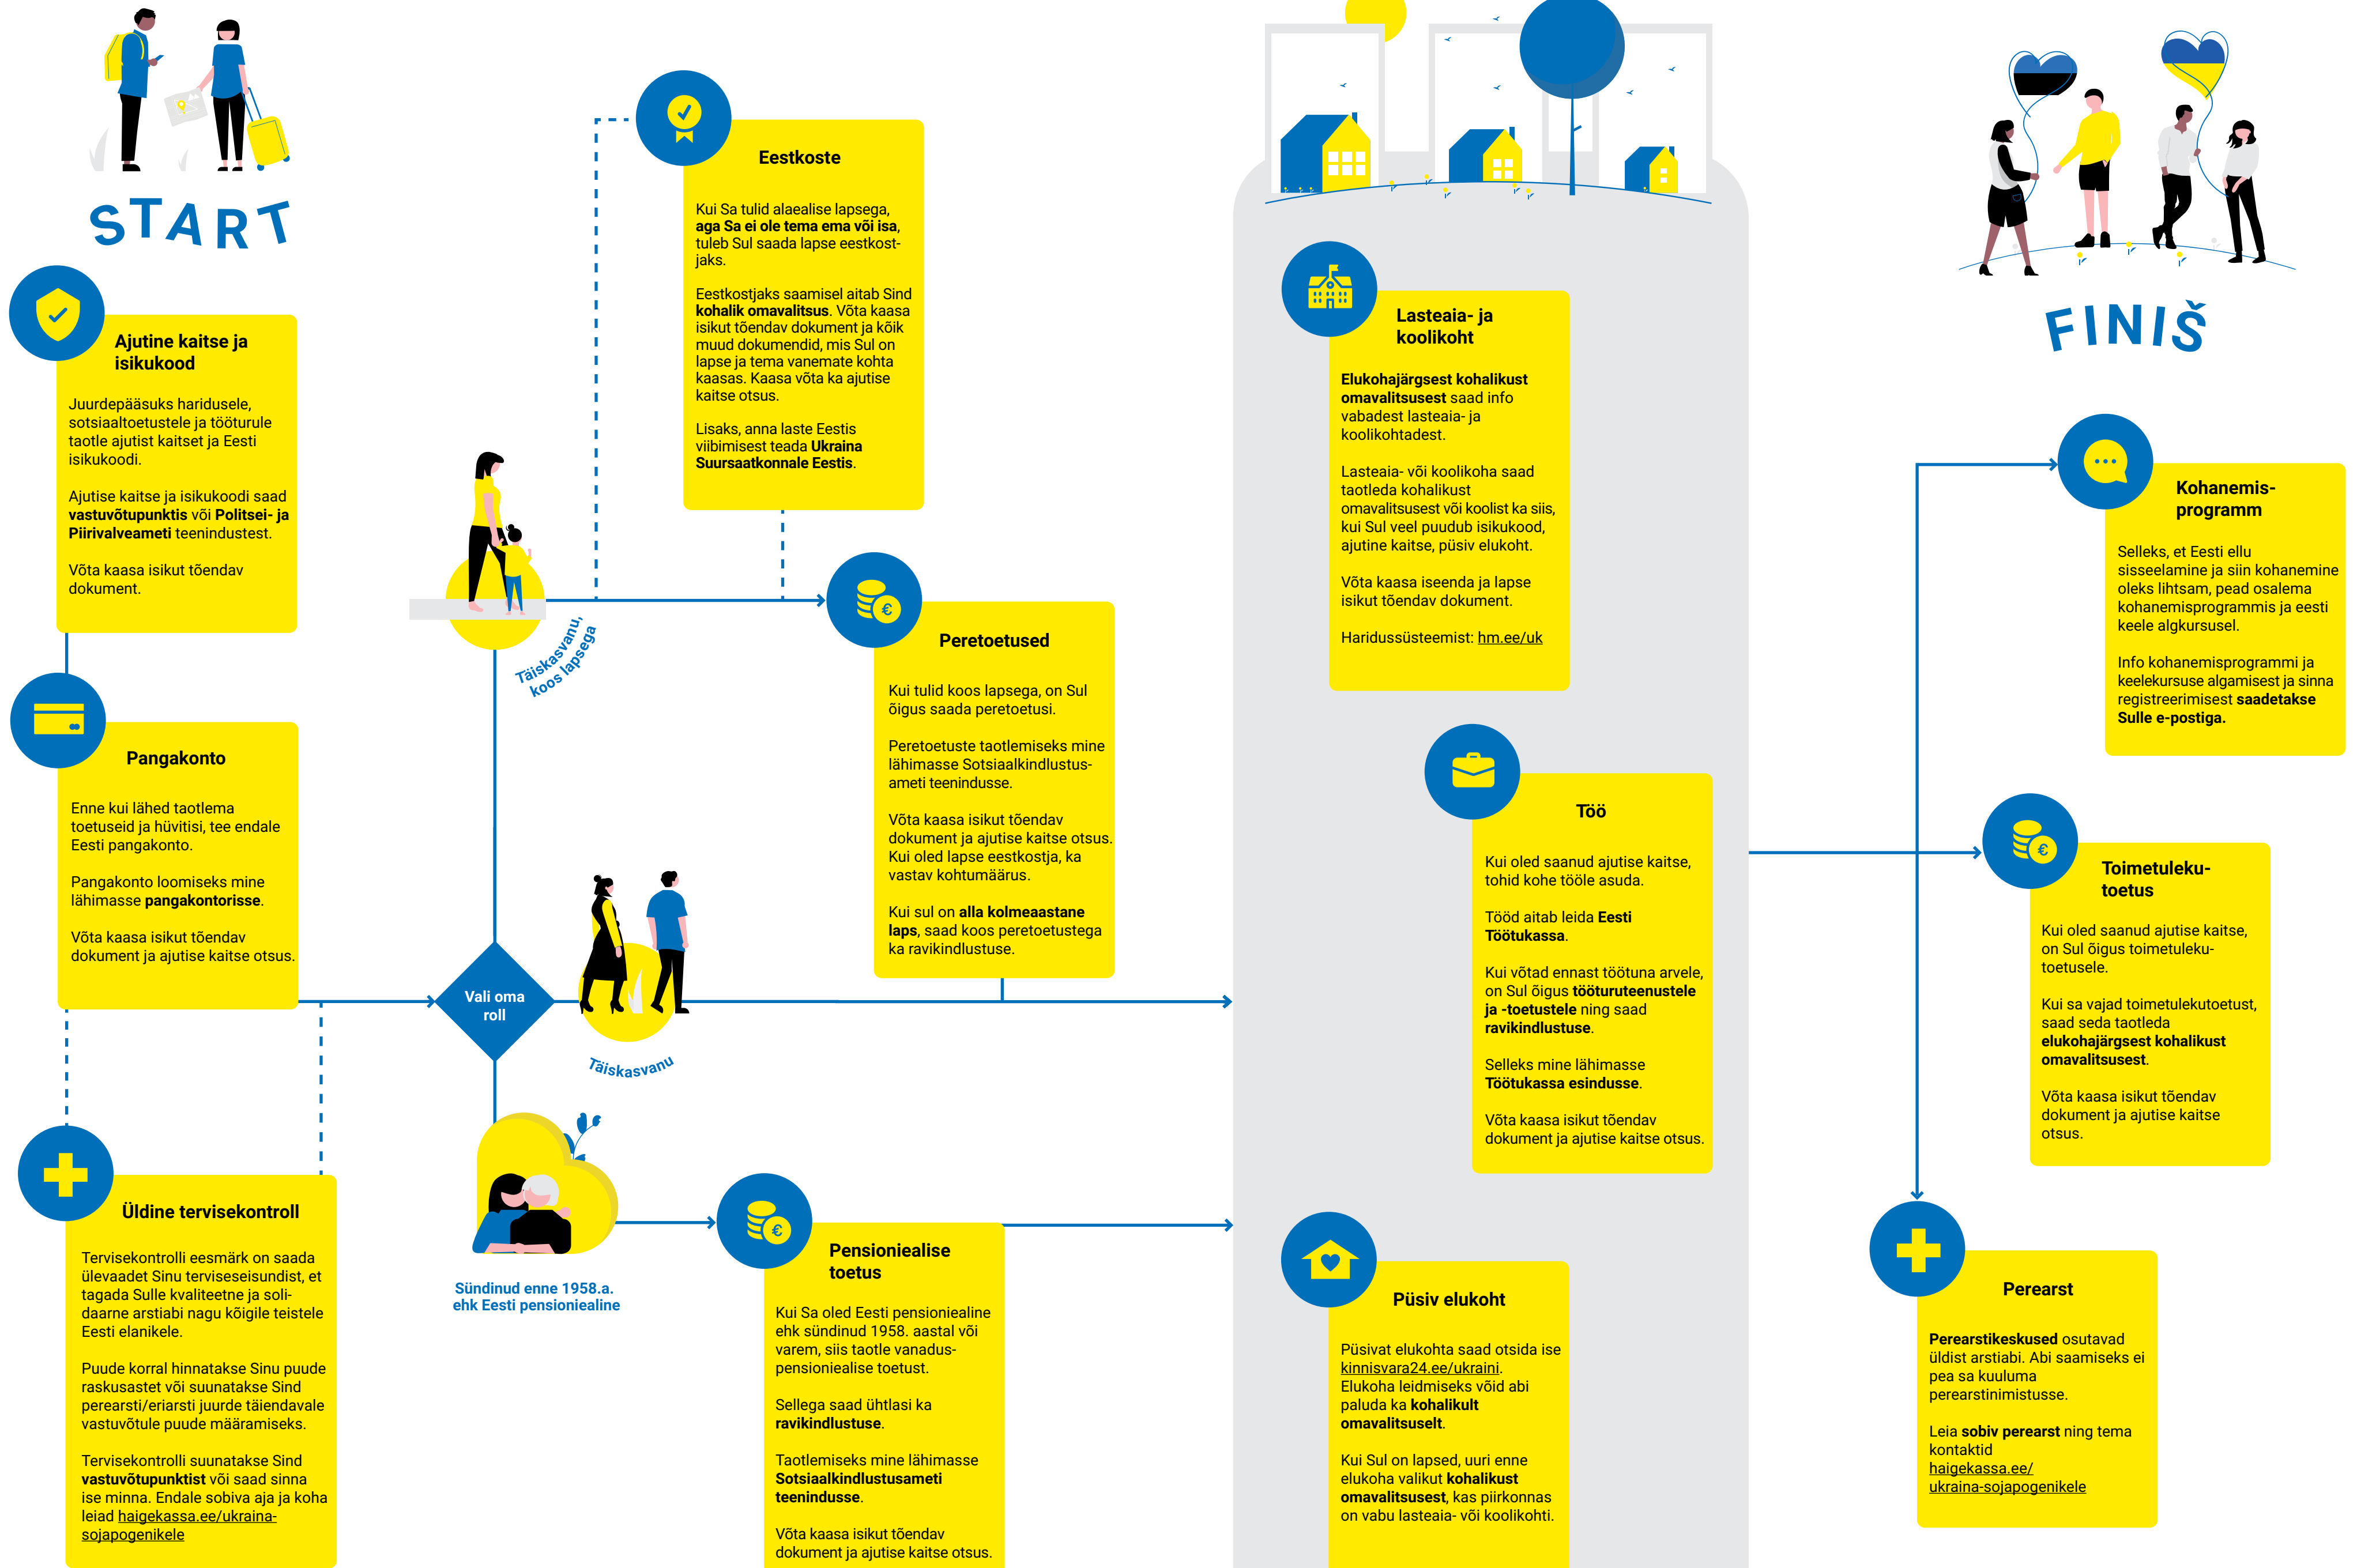 START
Ajutine kaitse ja
isikukood
Juurdepääsuks haridusele,
sotsiaaltoetustele ja tööturule
taotle ajutist kaitset ja Eesti
isikukoodi.
Ajutise kaitse ja isikukoodi saad
vastuvõtupunktis või Politsei- ja
Piirivalveameti teenindustest.
Võta kaasa isikut tõendav
dokument.
Pangakonto
Enne kui lähed taotlema
toetuseid ja hüvitisi, tee endale
Eesti pangakonto.
Pangakonto loomiseks mine
lähimasse pangakontorisse.
Võta kaasa isikut tõendav
dokument ja ajutise kaitse otsus.
Üldine tervisekontroll
Tervisekontrolli eesmärk on saada
ülevaadet Sinu terviseseisundist, et
tagada Sulle kvaliteetne ja soli-
daarne arstiabi nagu kõigile teistele
Eesti elanikele.
Puude korral hinnatakse Sinu puude
raskusastet või suunatakse Sind
perearsti/eriarsti juurde täiendavale
vastuvõtule puude määramiseks.
Tervisekontrolli suunatakse Sind
vastuvõtupunktist või saad sinna
ise minna. Endale sobiva aja ja koha
leiad haigekassa.ee/ukraina-
sojapogenikele
Vali oma
roll
Täiskasvanu,
koos lapsega
Eestkoste
Kui Sa tulid alaealise lapsega,
aga Sa ei ole tema ema või isa,
tuleb Sul saada lapse eestkost-
jaks.
Eestkostjaks saamisel aitab Sind
kohalik omavalitsus. Võta kaasa
isikut tõendav dokument ja kõik
muud dokumendid, mis Sul on
lapse ja tema vanemate kohta
kaasas. Kaasa võta ka ajutise
kaitse otsus.
Lisaks, anna laste Eestis
viibimisest teada Ukraina
Suursaatkonnale Eestis.
Peretoetused
Kui tulid koos lapsega, on Sul
õigus saada peretoetusi.
Peretoetuste taotlemiseks mine
lähimasse Sotsiaalkindlustus-
ameti teenindusse.
Võta kaasa isikut tõendav
dokument ja ajutise kaitse otsus.
Kui oled lapse eestkostja, ka
vastav kohtumäärus.
Kui sul on alla kolmeaastane
laps, saad koos peretoetustega
ka ravikindlustuse.
Täiskasvanu
Sündinud enne 1958.a.
ehk Eesti pensioniealine
Pensioniealise
toetus
Kui Sa oled Eesti pensioniealine
ehk sündinud 1958. aastal või
varem, siis taotle vanadus-
pensioniealise toetust.
Sellega saad ühtlasi ka
ravikindlustuse.
Taotlemiseks mine lähimasse
Sotsiaalkindlustusameti
teenindusse.
Võta kaasa isikut tõendav
dokument ja ajutise kaitse otsus.
Lasteaia- ja
koolikoht
Elukohajärgsest kohalikust
omavalitsusest saad info
vabadest lasteaia- ja
koolikohtadest.
Lasteaia- või koolikoha saad
taotleda kohalikust
omavalitsusest või koolist ka siis,
kui Sul veel puudub isikukood,
ajutine kaitse, püsiv elukoht.
Võta kaasa iseenda ja lapse
isikut tõendav dokument.
Haridussüsteemist: hm.ee/uk
Töö
Kui oled saanud ajutise kaitse,
tohid kohe tööle asuda.
Tööd aitab leida Eesti
Töötukassa.
Kui võtad ennast töötuna arvele,
on Sul õigus tööturuteenustele
ja -toetustele ning saad
ravikindlustuse.
Selleks mine lähimasse
Töötukassa esindusse.
Võta kaasa isikut tõendav
dokument ja ajutise kaitse otsus.
Püsiv elukoht
Püsivat elukohta saad otsida ise
kinnisvara24.ee/ukraini.
Elukoha leidmiseks võid abi
paluda ka kohalikult
omavalitsuselt.
Kui Sul on lapsed, uuri enne
elukoha valikut kohalikust
omavalitsusest, kas piirkonnas
on vabu lasteaia- või koolikohti.
FINIŠ
Kohanemis-
programm
Selleks, et Eesti ellu
sisseelamine ja siin kohanemine
oleks lihtsam, pead osalema
kohanemisprogrammis ja eesti
keele algkursusel.
Info kohanemisprogrammi ja
keelekursuse algamisest ja sinna
registreerimisest saadetakse
Sulle e-postiga.
Toimetuleku-
toetus
Kui oled saanud ajutise kaitse,
on Sul õigus toimetuleku-
toetusele.
Kui sa vajad toimetulekutoetust,
saad seda taotleda
elukohajärgsest kohalikust
omavalitsusest.
Võta kaasa isikut tõendav
dokument ja ajutise kaitse
otsus.
Perearst
Perearstikeskused osutavad
üldist arstiabi. Abi saamiseks ei
pea sa kuuluma
perearstinimistusse.
Leia sobiv perearst ning tema
kontaktid
haigekassa.ee/
ukraina-sojapogenikele